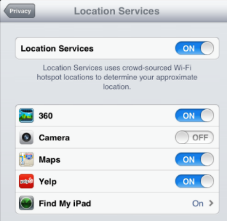 Privacy Location Services
Location Services ON
Location Services uses crowd-sourced Wi-Fi
hotspot locations to determine your approximate
location.
360 ON
Camera OFF
Maps ON
Yelp ON
Find My iPad On